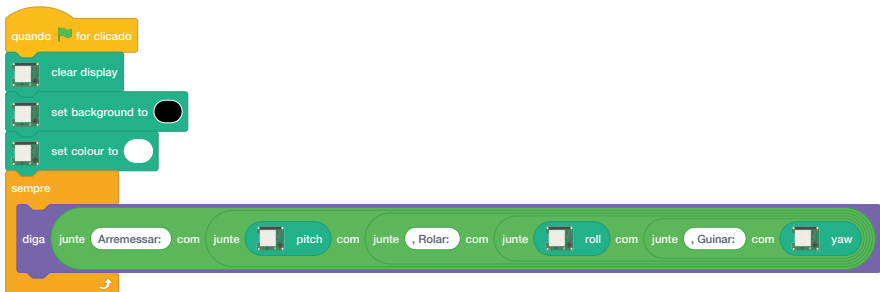 quando for clicado
clear display
set background to
set colour to
sempre
diga junte Arremessar: com junte pitch com junte , Rolar: com junte roll com junte , Guinar: com yaw